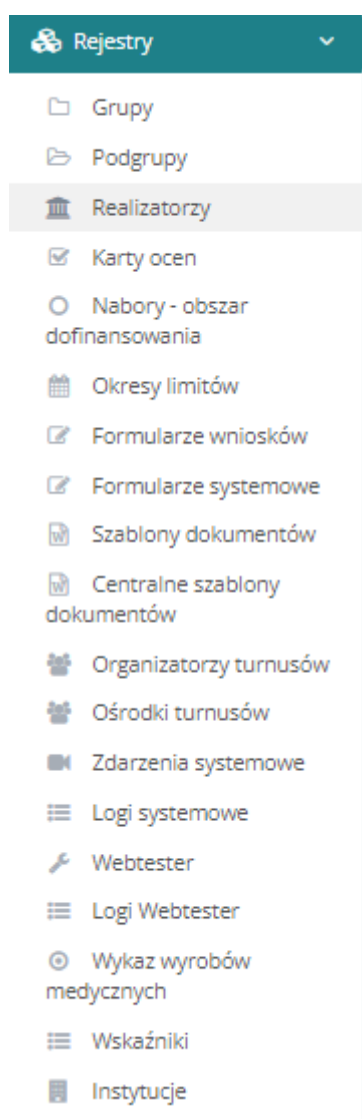 Rejestry
Grupy
Podgrupy
Realizatorzy
Karty ocen
Nabory - obszar
dofinansowania
Okresy limitów
Formularze wniosków
Formularze systemowe
Szablony dokumentów
Centralne szablony
dokumentów
Organizatorzy turnusów
Ośrodki turnusów
Zdarzenia systemowe
Logi systemowe
Webtester
Logi Webtester
Wykaz wyrobów
medycznych
Wskaźniki
Instytucje